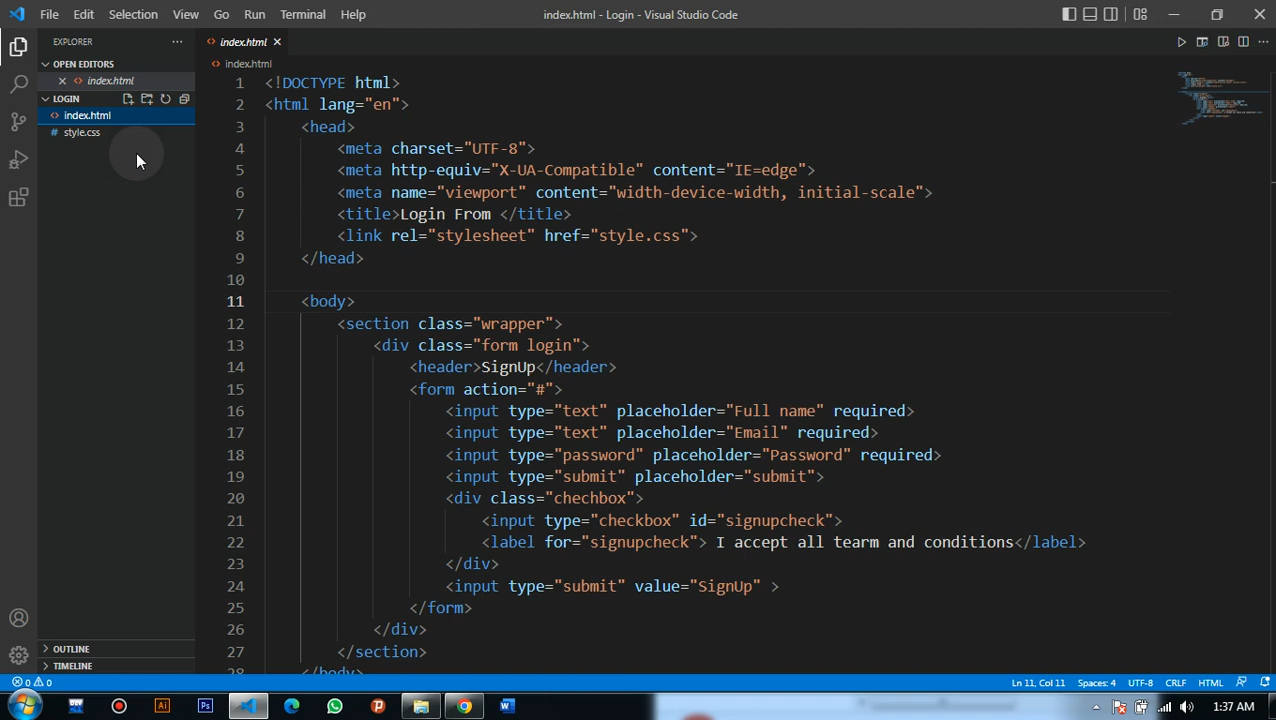 File Edit Selection View Go Run Terminal Help
index.html - Login - Visual Studio Code
EXPLORER
index.html
OPEN EDITORS
index.html
LOGIN
index.html
style.css
index.html
1 <!DOCTYPE html>
2 <html lang="en">
3 <head>
4 <meta charset="UTF-8">
5 <meta http-equiv="X-UA-Compatible" content="IE=edge">
6 <meta name="viewport" content="width-device-width, initial-scale">
7 <title>Login From </title>
8 <link rel="stylesheet" href="style.css">
9 </head>
10
11 <body>
12 <section class="wrapper">
13 <div class="form login">
14 <header>SignUp</header>
15 <form action="#">
16 <input type="text" placeholder="Full name" required>
17 <input type="text" placeholder="Email" required>
18 <input type="password" placeholder="Password" required>
19 <input type="submit" placeholder="submit">
20 <div class="chechbox">
21 <input type="checkbox" id="signupcheck">
22 <label for="signupcheck"> I accept all tearm and conditions</label>
23 </div>
24 <input type="submit" value="SignUp" >
25 </form>
26 </div>
27 </section>
28 </body>
OUTLINE
TIMELINE
0 0
Ln 11, Col 11 Spaces: 4 UTF-8 CRLF HTML
Ai Ps W
1:37 AM